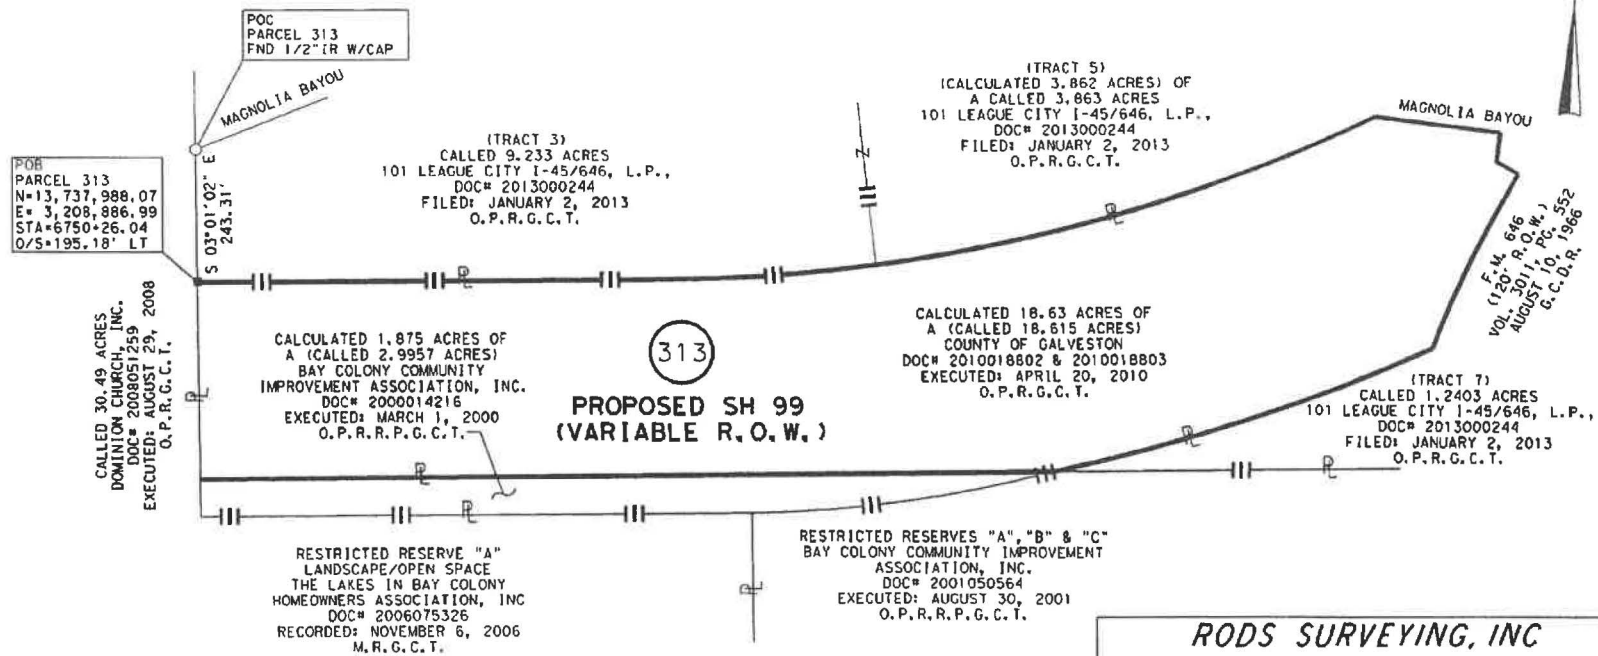 POC
PARCEL 313
FND 1/2"IR W/CAP
MAGNOLIA BAYOU
POB
PARCEL 313
N=13,737,988.07
E= 3,208,886.99
STA=6750+26.04
O/S=195.18' LT
S 03°01'02" E
243.31'
(TRACT 3)
CALLED 9.233 ACRES
101 LEAGUE CITY I-45/646, L.P.,
DOC# 2013000244
FILED: JANUARY 2, 2013
O.P.R.G.C.T.
Z
(TRACT 5)
(CALCULATED 3.862 ACRES) OF
A CALLED 3.863 ACRES
101 LEAGUE CITY I-45/646, L.P.,
DOC# 2013000244
FILED: JANUARY 2, 2013
O.P.R.G.C.T.
MAGNOLIA BAYOU
F.M. 646
(120' R.O.W.)
VOL. 3011, PG. 552
AUGUST 10, 1966
G.C.D.R.
CALLED 30.49 ACRES
DOMINION CHURCH, INC.
DOC# 2008051259
EXECUTED: AUGUST 29, 2008
O.P.R.G.C.T.
CALCULATED 1.875 ACRES OF
A (CALLED 2.9957 ACRES)
BAY COLONY COMMUNITY
IMPROVEMENT ASSOCIATION, INC.
DOC# 2000014216
EXECUTED: MARCH 1, 2000
O.P.R.R.P.G.C.T.
313
PROPOSED SH 99
(VARIABLE R.O.W.)
CALCULATED 18.63 ACRES OF
A (CALLED 18.615 ACRES)
COUNTY OF GALVESTON
DOC# 2010018802 & 2010018803
EXECUTED: APRIL 20, 2010
O.P.R.G.C.T.
(TRACT 7)
CALLED 1.2403 ACRES
101 LEAGUE CITY I-45/646, L.P.,
DOC# 2013000244
FILED: JANUARY 2, 2013
O.P.R.G.C.T.
RESTRICTED RESERVE "A"
LANDSCAPE/OPEN SPACE
THE LAKES IN BAY COLONY
HOMEOWNERS ASSOCIATION, INC
DOC# 2006075326
RECORDED: NOVEMBER 6, 2006
M.R.G.C.T.
RESTRICTED RESERVES "A", "B" & "C"
BAY COLONY COMMUNITY IMPROVEMENT
ASSOCIATION, INC.
DOC# 2001050564
EXECUTED: AUGUST 30, 2001
O.P.R.R.P.G.C.T.
RODS SURVEYING, INC